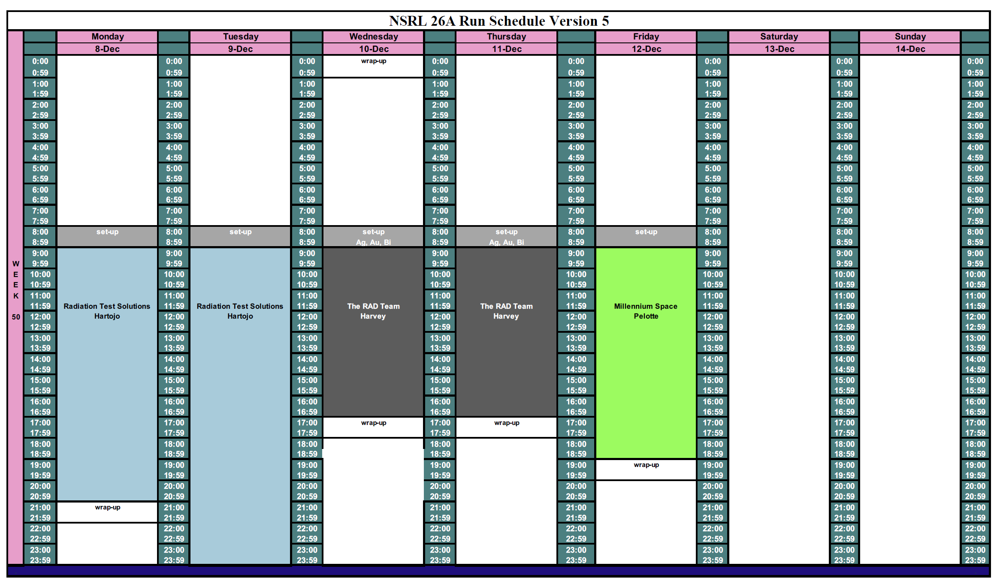 NSRL 26A Run Schedule Version 5
Monday Tuesday Wednesday Thursday Friday Saturday Sunday
8-Dec 9-Dec 10-Dec 11-Dec 12-Dec 13-Dec 14-Dec
0:00 0:00 0:00 wrap-up 0:00 0:00 0:00 0:00 0:00
0:59 0:59 0:59 0:59 0:59 0:59 0:59 0:59
1:00 1:00 1:00 1:00 1:00 1:00 1:00 1:00
1:59 1:59 1:59 1:59 1:59 1:59 1:59 1:59
2:00 2:00 2:00 2:00 2:00 2:00 2:00 2:00
2:59 2:59 2:59 2:59 2:59 2:59 2:59 2:59
3:00 3:00 3:00 3:00 3:00 3:00 3:00 3:00
3:59 3:59 3:59 3:59 3:59 3:59 3:59 3:59
4:00 4:00 4:00 4:00 4:00 4:00 4:00 4:00
4:59 4:59 4:59 4:59 4:59 4:59 4:59 4:59
5:00 5:00 5:00 5:00 5:00 5:00 5:00 5:00
5:59 5:59 5:59 5:59 5:59 5:59 5:59 5:59
6:00 6:00 6:00 6:00 6:00 6:00 6:00 6:00
6:59 6:59 6:59 6:59 6:59 6:59 6:59 6:59
7:00 7:00 7:00 7:00 7:00 7:00 7:00 7:00
7:59 7:59 7:59 7:59 7:59 7:59 7:59 7:59
8:00 set-up 8:00 set-up 8:00 set-up 8:00 set-up 8:00 set-up 8:00 8:00 8:00
8:59 8:59 8:59 Ag, Au, Bi 8:59 Ag, Au, Bi 8:59 8:59 8:59 8:59
9:00 9:00 9:00 9:00 9:00 9:00 9:00 9:00
W 9:59 9:59 9:59 9:59 9:59 9:59 9:59 9:59
E 10:00 10:00 10:00 10:00 10:00 10:00 10:00 10:00
E 10:59 10:59 10:59 10:59 10:59 10:59 10:59 10:59
K 11:00 11:00 11:00 11:00 11:00 11:00 11:00 11:00
11:59 Radiation Test Solutions 11:59 Radiation Test Solutions 11:59 The RAD Team 11:59 The RAD Team 11:59 Millennium Space 11:59 11:59 11:59
50 12:00 Hartojo 12:00 Hartojo 12:00 Harvey 12:00 Harvey 12:00 Pelotte 12:00 12:00 12:00
12:59 12:59 12:59 12:59 12:59 12:59 12:59 12:59
13:00 13:00 13:00 13:00 13:00 13:00 13:00 13:00
13:59 13:59 13:59 13:59 13:59 13:59 13:59 13:59
14:00 14:00 14:00 14:00 14:00 14:00 14:00 14:00
14:59 14:59 14:59 14:59 14:59 14:59 14:59 14:59
15:00 15:00 15:00 15:00 15:00 15:00 15:00 15:00
15:59 15:59 15:59 15:59 15:59 15:59 15:59 15:59
16:00 16:00 16:00 16:00 16:00 16:00 16:00 16:00
16:59 16:59 16:59 16:59 16:59 16:59 16:59 16:59
17:00 17:00 17:00 wrap-up 17:00 wrap-up 17:00 17:00 17:00 17:00
17:59 17:59 17:59 17:59 17:59 17:59 17:59 17:59
18:00 18:00 18:00 18:00 18:00 18:00 18:00 18:00
18:59 18:59 18:59 18:59 18:59 18:59 18:59 18:59
19:00 19:00 19:00 19:00 19:00 wrap-up 19:00 19:00 19:00
19:59 19:59 19:59 19:59 19:59 19:59 19:59 19:59
20:00 20:00 20:00 20:00 20:00 20:00 20:00 20:00
20:59 20:59 20:59 20:59 20:59 20:59 20:59 20:59
21:00 wrap-up 21:00 21:00 21:00 21:00 21:00 21:00 21:00
21:59 21:59 21:59 21:59 21:59 21:59 21:59 21:59
22:00 22:00 22:00 22:00 22:00 22:00 22:00 22:00
22:59 22:59 22:59 22:59 22:59 22:59 22:59 22:59
23:00 23:00 23:00 23:00 23:00 23:00 23:00 23:00
23:59 23:59 23:59 23:59 23:59 23:59 23:59 23:59